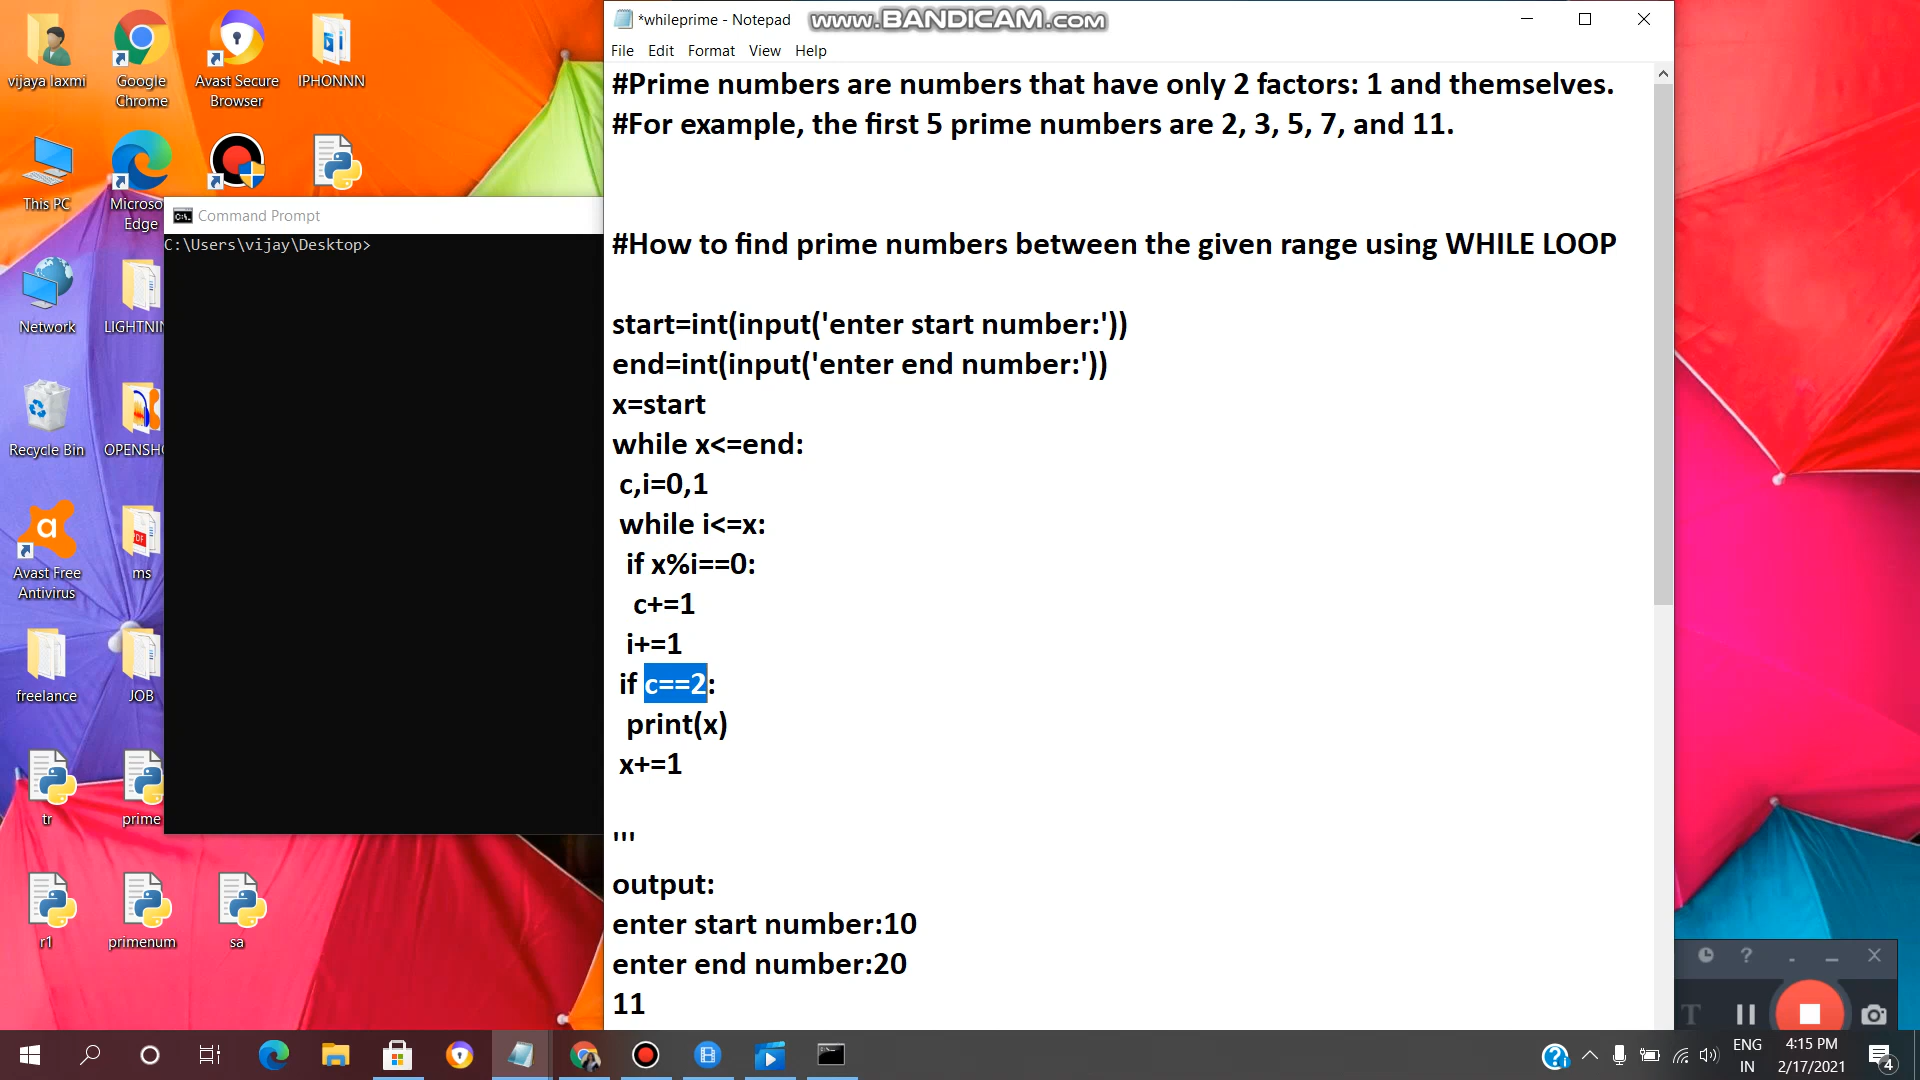 *whileprime - Notepad
www.BANDICAM.com
File Edit Format View Help
#Prime numbers are numbers that have only 2 factors: 1 and themselves.
#For example, the first 5 prime numbers are 2, 3, 5, 7, and 11.
#How to find prime numbers between the given range using WHILE LOOP
start=int(input('enter start number:'))
end=int(input('enter end number:'))
x=start
while x<=end:
c,i=0,1
while i<=x:
if x%i==0:
c+=1
i+=1
if c==2:
print(x)
x+=1
'''
output:
enter start number:10
enter end number:20
11
Command Prompt
C:\Users\vijay\Desktop>
vijaya laxmi
Google
Chrome
Avast Secure
Browser
IPHONNN
This PC
Microso
Edge
Network
LIGHTNIN
Recycle Bin
OPENSHO
Avast Free
Antivirus
ms
PDF
freelance
JOB
tr
prime
r1
primenum
sa
T
ENG
IN
4:15 PM
2/17/2021
4